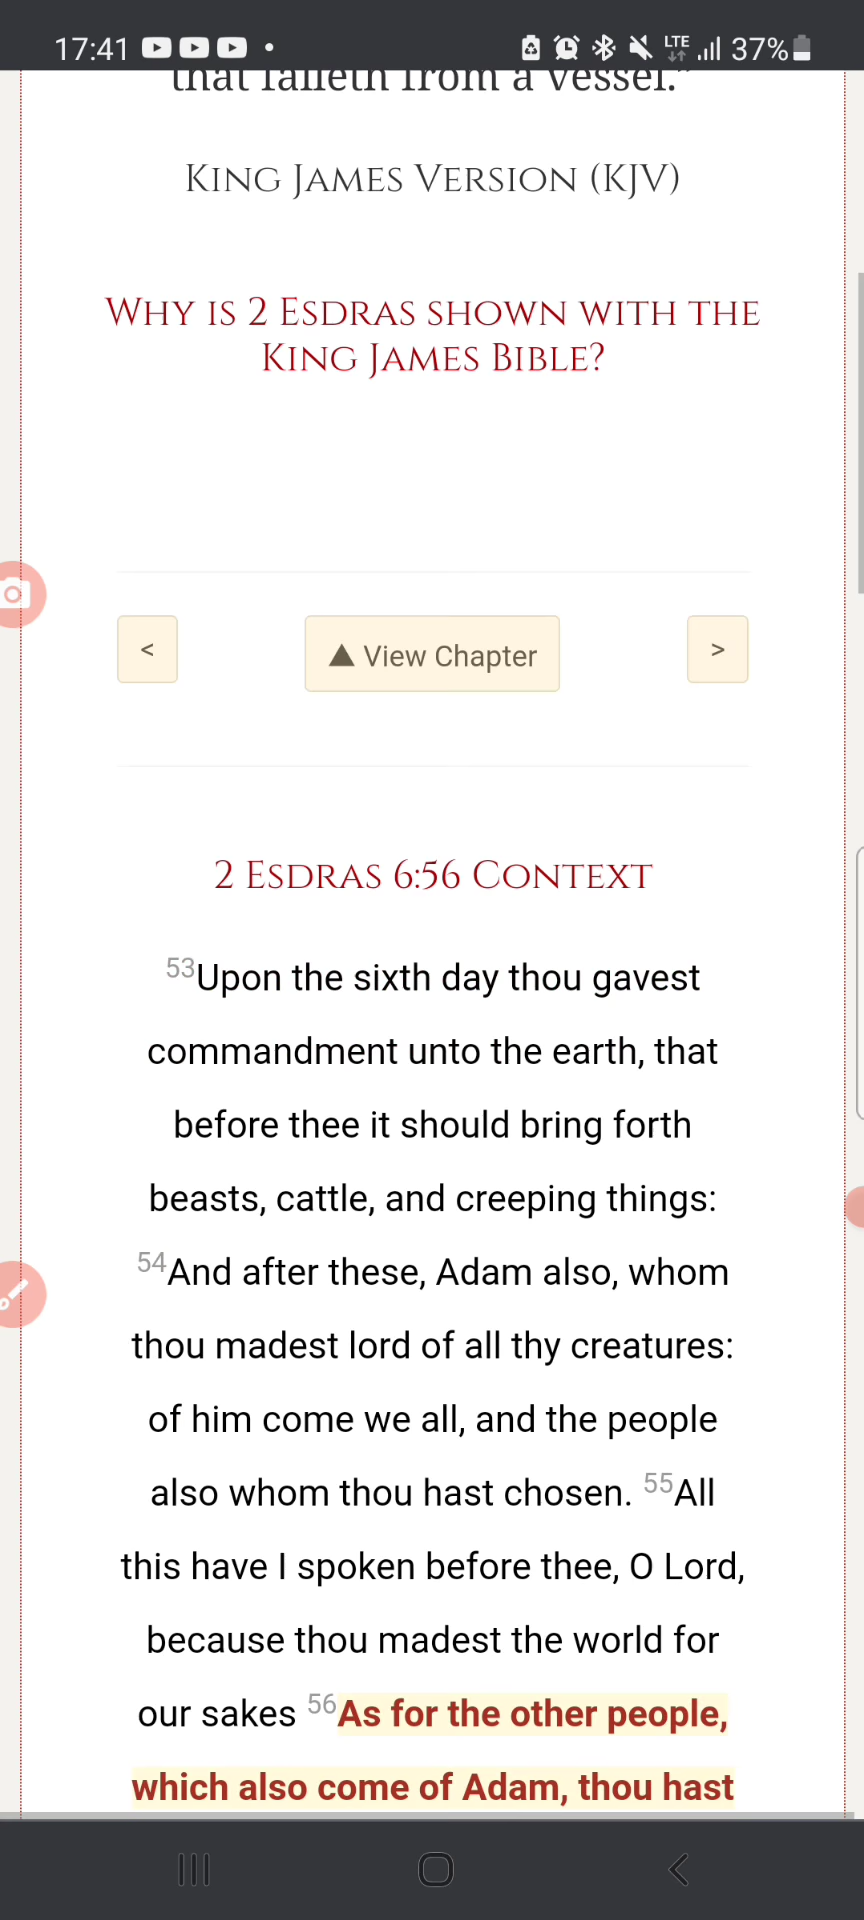 17:41 LTE 37%
that falleth from a vessel.”
King James Version (KJV)
Why is 2 Esdras shown with the
King James Bible?
< ▲ View Chapter >
2 Esdras 6:56 Context
53Upon the sixth day thou gavest
commandment unto the earth, that
before thee it should bring forth
beasts, cattle, and creeping things:
54And after these, Adam also, whom
thou madest lord of all thy creatures:
of him come we all, and the people
also whom thou hast chosen. 55All
this have I spoken before thee, O Lord,
because thou madest the world for
our sakes 56As for the other people,
which also come of Adam, thou hast